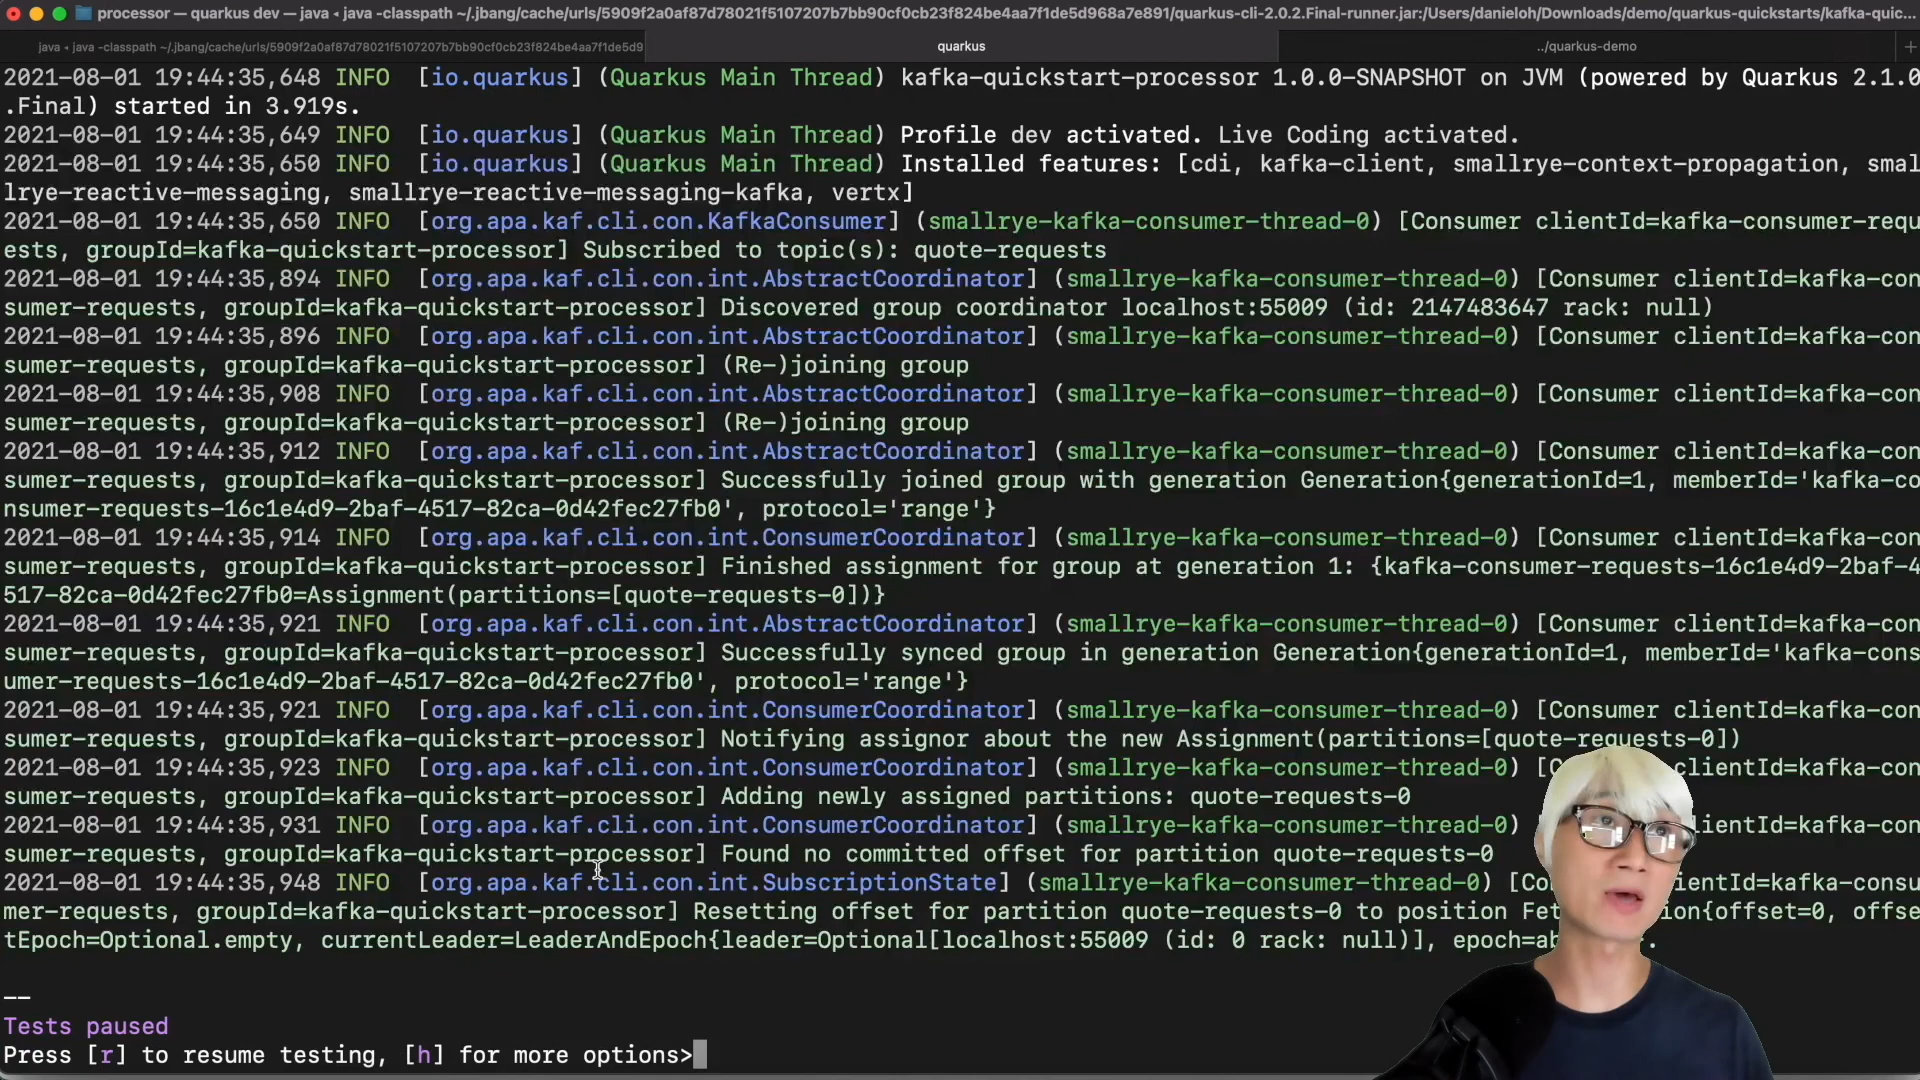 processor — quarkus dev — java ◂ java -classpath ~/.jbang/cache/urls/5909f2a0af87d78021f5107207b7bb90cf0cb23f824be4aa7f1de5d968a7e891/quarkus-cli-2.0.2.Final-runner.jar:/Users/danieloh/Downloads/demo/quarkus-quickstarts/kafka-quic...
java ◂ java -classpath ~/.jbang/cache/urls/5909f2a0af87d78021f5107207b7bb90cf0cb23f824be4aa7f1de5d9
quarkus
../quarkus-demo
2021-08-01 19:44:35,648 INFO  [io.quarkus] (Quarkus Main Thread) kafka-quickstart-processor 1.0.0-SNAPSHOT on JVM (powered by Quarkus 2.1.0
.Final) started in 3.919s.
2021-08-01 19:44:35,649 INFO  [io.quarkus] (Quarkus Main Thread) Profile dev activated. Live Coding activated.
2021-08-01 19:44:35,650 INFO  [io.quarkus] (Quarkus Main Thread) Installed features: [cdi, kafka-client, smallrye-context-propagation, smal
lrye-reactive-messaging, smallrye-reactive-messaging-kafka, vertx]
2021-08-01 19:44:35,650 INFO  [org.apa.kaf.cli.con.KafkaConsumer] (smallrye-kafka-consumer-thread-0) [Consumer clientId=kafka-consumer-requ
ests, groupId=kafka-quickstart-processor] Subscribed to topic(s): quote-requests
2021-08-01 19:44:35,894 INFO  [org.apa.kaf.cli.con.int.AbstractCoordinator] (smallrye-kafka-consumer-thread-0) [Consumer clientId=kafka-con
sumer-requests, groupId=kafka-quickstart-processor] Discovered group coordinator localhost:55009 (id: 2147483647 rack: null)
2021-08-01 19:44:35,896 INFO  [org.apa.kaf.cli.con.int.AbstractCoordinator] (smallrye-kafka-consumer-thread-0) [Consumer clientId=kafka-con
sumer-requests, groupId=kafka-quickstart-processor] (Re-)joining group
2021-08-01 19:44:35,908 INFO  [org.apa.kaf.cli.con.int.AbstractCoordinator] (smallrye-kafka-consumer-thread-0) [Consumer clientId=kafka-con
sumer-requests, groupId=kafka-quickstart-processor] (Re-)joining group
2021-08-01 19:44:35,912 INFO  [org.apa.kaf.cli.con.int.AbstractCoordinator] (smallrye-kafka-consumer-thread-0) [Consumer clientId=kafka-con
sumer-requests, groupId=kafka-quickstart-processor] Successfully joined group with generation Generation{generationId=1, memberId='kafka-co
nsumer-requests-16c1e4d9-2baf-4517-82ca-0d42fec27fb0', protocol='range'}
2021-08-01 19:44:35,914 INFO  [org.apa.kaf.cli.con.int.ConsumerCoordinator] (smallrye-kafka-consumer-thread-0) [Consumer clientId=kafka-con
sumer-requests, groupId=kafka-quickstart-processor] Finished assignment for group at generation 1: {kafka-consumer-requests-16c1e4d9-2baf-4
517-82ca-0d42fec27fb0=Assignment(partitions=[quote-requests-0])}
2021-08-01 19:44:35,921 INFO  [org.apa.kaf.cli.con.int.AbstractCoordinator] (smallrye-kafka-consumer-thread-0) [Consumer clientId=kafka-con
sumer-requests, groupId=kafka-quickstart-processor] Successfully synced group in generation Generation{generationId=1, memberId='kafka-cons
umer-requests-16c1e4d9-2baf-4517-82ca-0d42fec27fb0', protocol='range'}
2021-08-01 19:44:35,921 INFO  [org.apa.kaf.cli.con.int.ConsumerCoordinator] (smallrye-kafka-consumer-thread-0) [Consumer clientId=kafka-con
sumer-requests, groupId=kafka-quickstart-processor] Notifying assignor about the new Assignment(partitions=[quote-requests-0])
2021-08-01 19:44:35,923 INFO  [org.apa.kaf.cli.con.int.ConsumerCoordinator] (smallrye-kafka-consumer-thread-0) clientId=kafka-con
sumer-requests, groupId=kafka-quickstart-processor] Adding newly assigned partitions: quote-requests-0
2021-08-01 19:44:35,931 INFO  [org.apa.kaf.cli.con.int.ConsumerCoordinator] (smallrye-kafka-consumer-thread-0) ientId=kafka-con
sumer-requests, groupId=kafka-quickstart-processor] Found no committed offset for partition quote-requests-0
2021-08-01 19:44:35,948 INFO  [org.apa.kaf.cli.con.int.SubscriptionState] (smallrye-kafka-consumer-thread-0) [Co ientId=kafka-consu
mer-requests, groupId=kafka-quickstart-processor] Resetting offset for partition quote-requests-0 to position Fet ion{offset=0, offse
tEpoch=Optional.empty, currentLeader=LeaderAndEpoch{leader=Optional[localhost:55009 (id: 0 rack: null)], epoch=ab .
--
Tests paused
Press [r] to resume testing, [h] for more options>